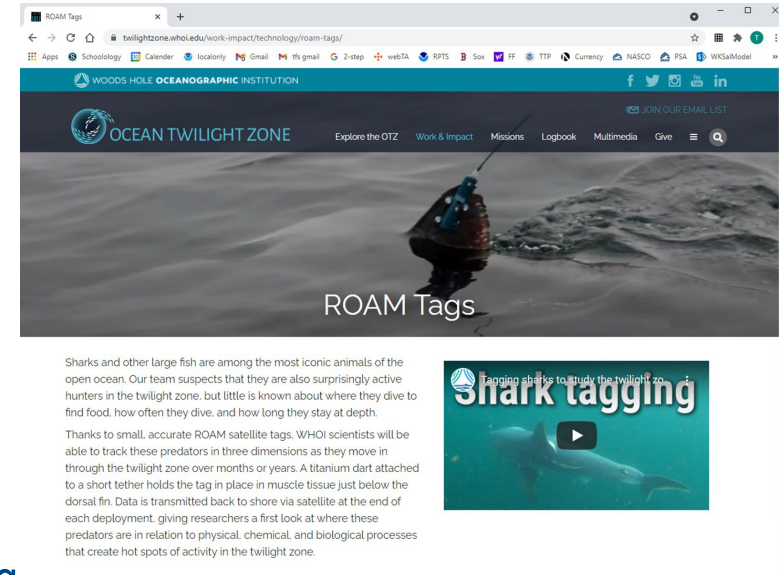 ROAM Tags
twilightzone.whoi.edu/work-impact/technology/roam-tags/
Apps Schoolology Calender localonly Gmail tfs gmail 2-step webTA RPTS Sox FF TTP Currency NASCO PSA WKSalModel »
WOODS HOLE OCEANOGRAPHIC INSTITUTION
JOIN OUR EMAIL LIST
OCEAN TWILIGHT ZONE
Explore the OTZ Work & Impact Missions Logbook Multimedia Give
ROAM Tags
Sharks and other large fish are among the most iconic animals of the
open ocean. Our team suspects that they are also surprisingly active
hunters in the twilight zone, but little is known about where they dive to
find food, how often they dive, and how long they stay at depth.
Thanks to small, accurate ROAM satellite tags, WHOI scientists will be
able to track these predators in three dimensions as they move in
through the twilight zone over months or years. A titanium dart attached
to a short tether holds the tag in place in muscle tissue just below the
dorsal fin. Data is transmitted back to shore via satellite at the end of
each deployment, giving researchers a first look at where these
predators are in relation to physical, chemical, and biological processes
that create hot spots of activity in the twilight zone.
Tagging sharks to study the twilight zo...
Shark tagging